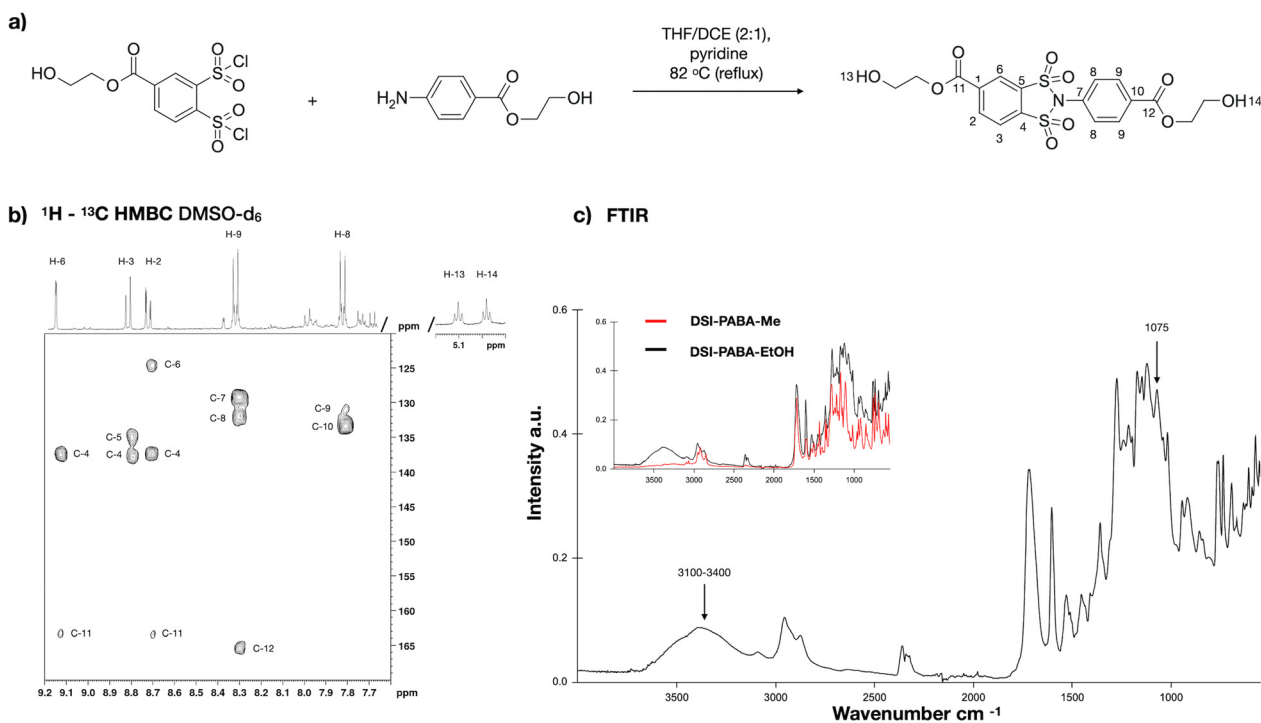 a)
HO
O
O
Cl
S
O
O
O
S
O
Cl
+
H2N
O
O
OH
THF/DCE (2:1),
pyridine
82 °C (reflux)
HO
13
O
O
11
1
6
5
2
3
4
O
O
S
N
S
O
O
7
8
9
8
9
10
O
12
O
OH
14
b) ¹H - ¹³C HMBC DMSO-d₆
H-6
H-3
H-2
H-9
H-8
H-13
H-14
5.1 ppm
ppm
C-6
C-7
C-8
C-9
C-10
C-5
C-4
C-4
C-4
C-11
C-11
C-12
125
130
135
140
145
150
155
160
165
9.2 9.1 9.0 8.9 8.8 8.7 8.6 8.5 8.4 8.3 8.2 8.1 8.0 7.9 7.8 7.7 ppm
c) FTIR
Intensity a.u.
0.6
0.4
0.2
0.0
0.6
0.4
0.2
0.0
DSI-PABA-Me
DSI-PABA-EtOH
3500 3000 2500 2000 1500 1000
1075
3100-3400
3500 3000 2500 2000 1500 1000
Wavenumber cm -1